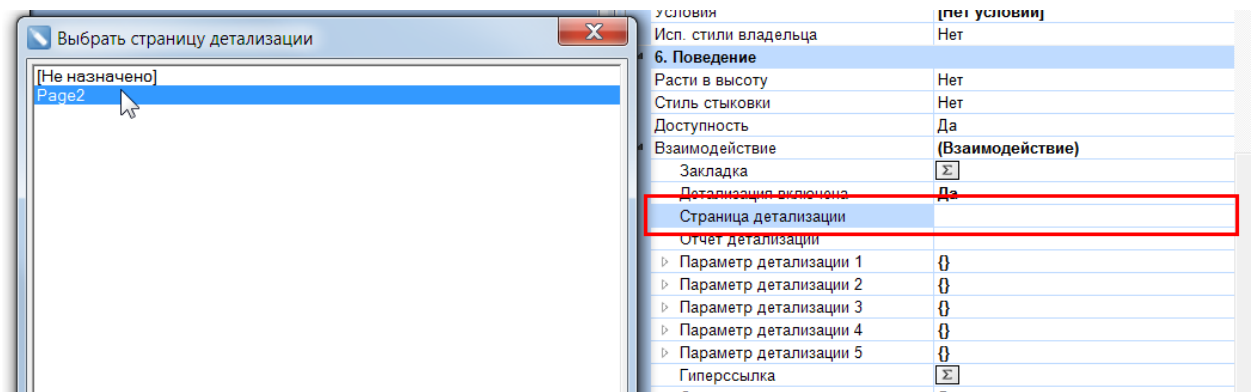 Выбрать страницу детализации
[Не назначено]
Page2
Условия [Нет условий]
Исп. стили владельца Нет
6. Поведение
Расти в высоту Нет
Стиль стыковки Нет
Доступность Да
Взаимодействие (Взаимодействие)
Закладка Σ
Детализация включена Да
Страница детализации
Отчет детализации
Параметр детализации 1 {}
Параметр детализации 2 {}
Параметр детализации 3 {}
Параметр детализации 4 {}
Параметр детализации 5 {}
Гиперссылка Σ